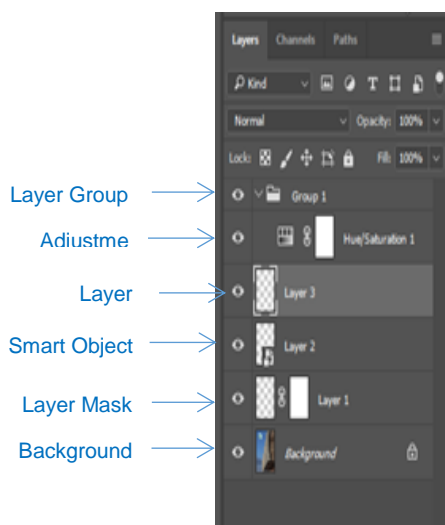 Layers Channels Paths
Kind
Normal Opacity: 100%
Lock: Fill: 100%
Layer Group Group 1
Adjustme Hue/Saturation 1
Layer Layer 3
Smart Object Layer 2
Layer Mask Layer 1
Background Background